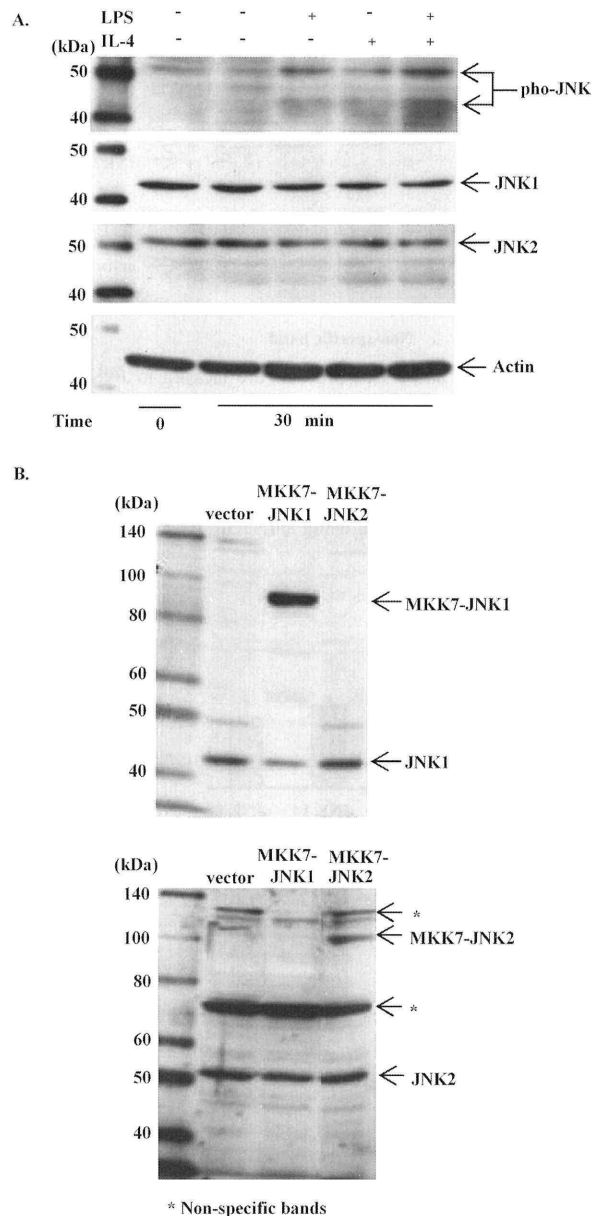 A.
LPS - - + - +
(kDa) IL-4 - - - + +
50
40
pho-JNK
50
40
JNK1
50
40
JNK2
50
40
Actin
Time 0 30 min
B.
(kDa) vector MKK7-JNK1 MKK7-JNK2
140
100
80
60
50
40
MKK7-JNK1
JNK1
(kDa) vector MKK7-JNK1 MKK7-JNK2
140
100
80
60
50
40
*
MKK7-JNK2
*
JNK2
* Non-specific bands